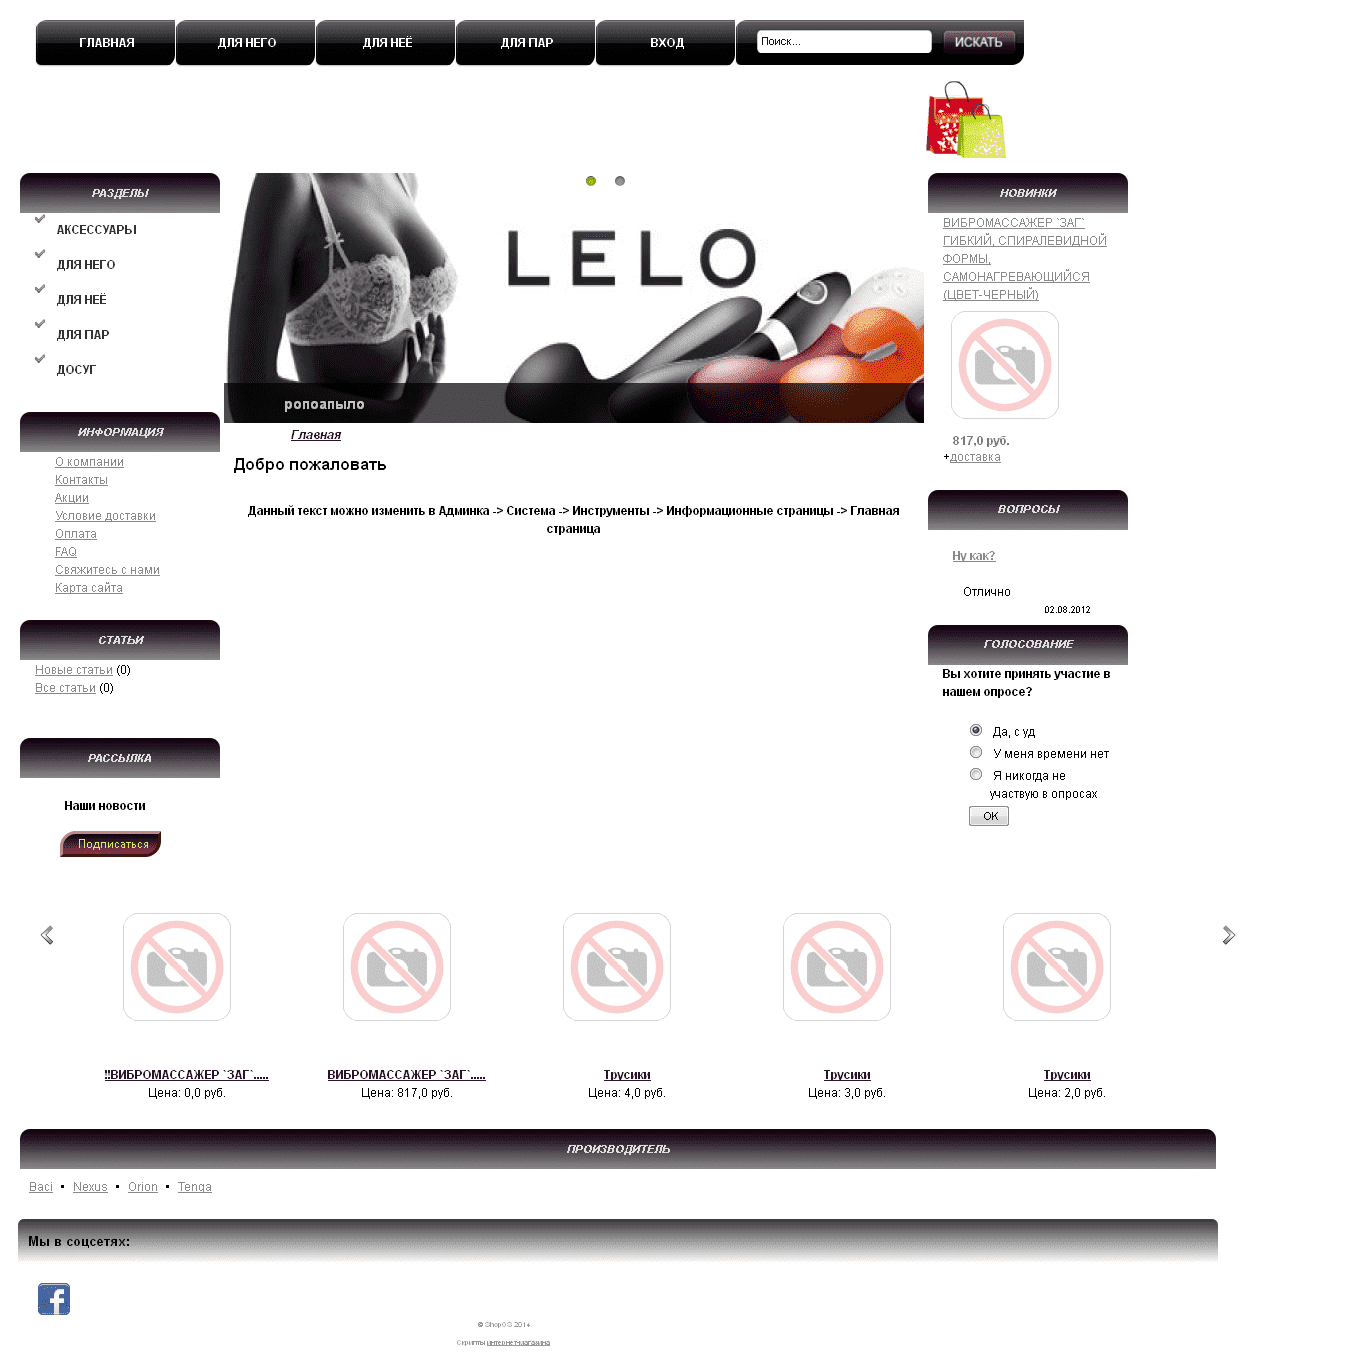 ГЛАВНАЯ
ДЛЯ НЕГО
ДЛЯ НЕЁ
ДЛЯ ПАР
ВХОД
Поиск...
ИСКАТЬ
РАЗДЕЛЫ
АКСЕССУАРЫ
ДЛЯ НЕГО
ДЛЯ НЕЁ
ДЛЯ ПАР
ДОСУГ
ИНФОРМАЦИЯ
О компании
Контакты
Акции
Условие доставки
Оплата
FAQ
Свяжитесь с нами
Карта сайта
СТАТЬИ
Новые статьи (0)
Все статьи (0)
РАССЫЛКА
Наши новости
Подписаться
LELO
ропоапыло
Главная
Добро пожаловать
Данный текст можно изменить в Админка -> Система -> Инструменты -> Информационные страницы -> Главная
страница
НОВИНКИ
ВИБРОМАССАЖЕР `ЗАГ`
ГИБКИЙ, СПИРАЛЕВИДНОЙ
ФОРМЫ,
САМОНАГРЕВАЮЩИЙСЯ
(ЦВЕТ-ЧЕРНЫЙ)
817,0 руб.
+доставка
ВОПРОСЫ
Ну как?
Отлично
02.08.2012
ГОЛОСОВАНИЕ
Вы хотите принять участие в
нашем опросе?
Да, с уд
У меня времени нет
Я никогда не
участвую в опросах
OK
!!ВИБРОМАССАЖЕР `ЗАГ`.....
Цена: 0,0 руб.
ВИБРОМАССАЖЕР `ЗАГ`.....
Цена: 817,0 руб.
Трусики
Цена: 4,0 руб.
Трусики
Цена: 3,0 руб.
Трусики
Цена: 2,0 руб.
ПРОИЗВОДИТЕЛЬ
Baci • Nexus • Orion • Tenga
Мы в соцсетях:
© ShopOS 2014
Скрипты интернет-магазина